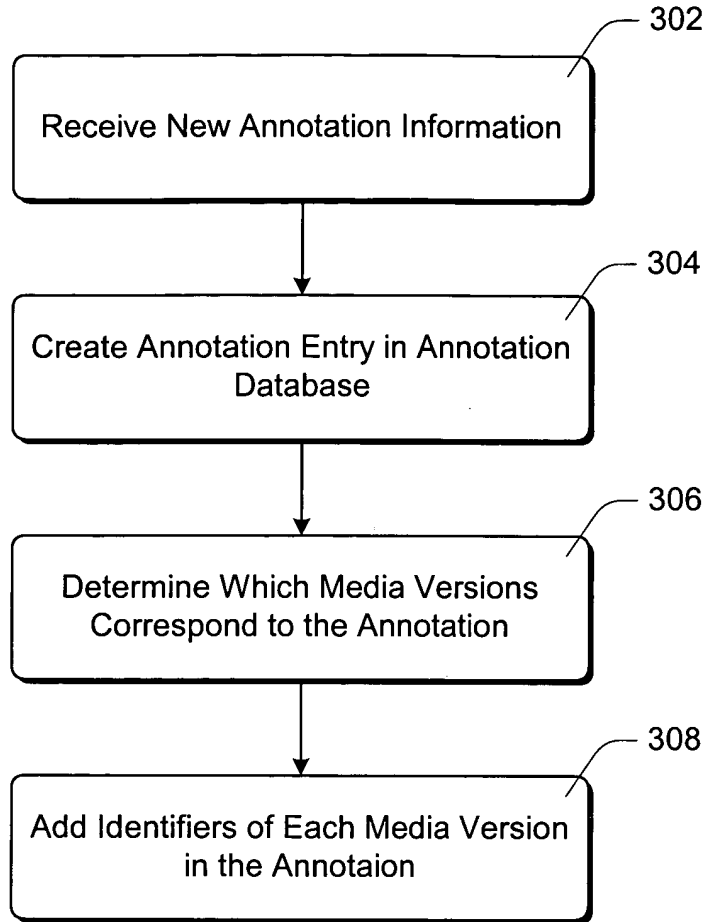 302
Receive New Annotation Information
304
Create Annotation Entry in Annotation
Database
306
Determine Which Media Versions
Correspond to the Annotation
308
Add Identifiers of Each Media Version
in the Annotaion